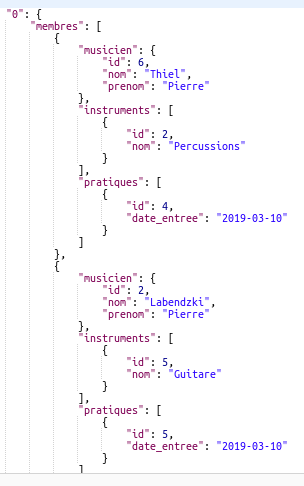 "0": {
"membres": [
{
"musicien": {
"id": 6,
"nom": "Thiel",
"prenom": "Pierre"
},
"instruments": [
{
"id": 2,
"nom": "Percussions"
}
],
"pratiques": [
{
"id": 4,
"date_entree": "2019-03-10"
}
]
},
{
"musicien": {
"id": 2,
"nom": "Labendzki",
"prenom": "Pierre"
},
"instruments": [
{
"id": 5,
"nom": "Guitare"
}
],
"pratiques": [
{
"id": 5,
"date_entree": "2019-03-10"
}
]